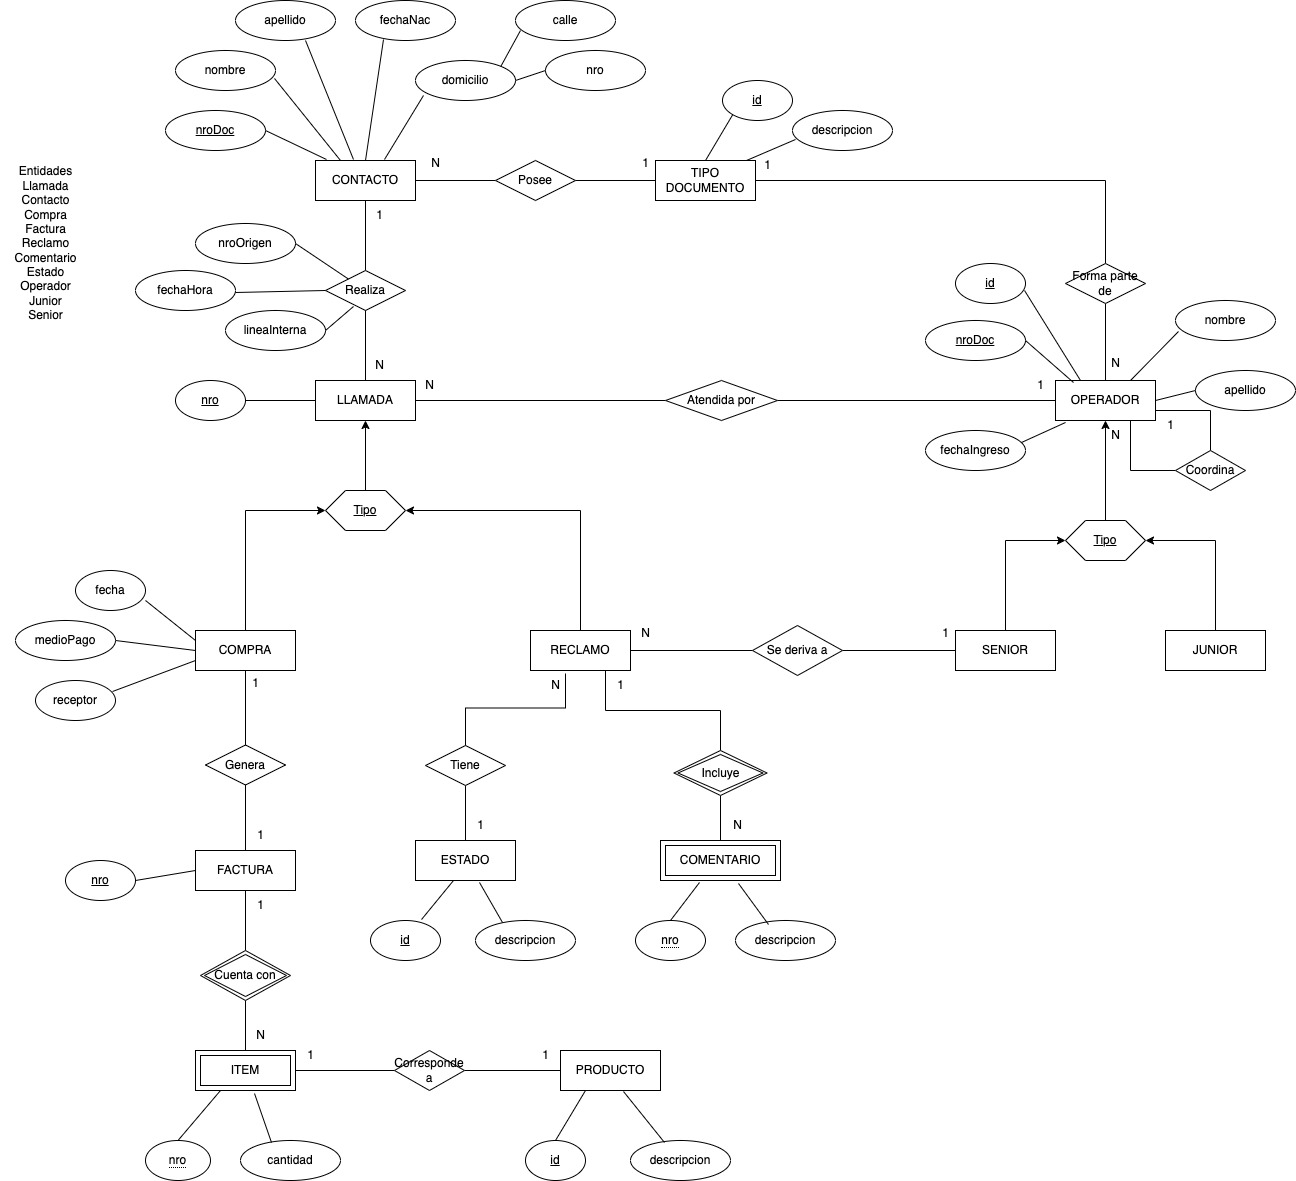 apellido
fechaNac
calle
nombre
domicilio
nro
id
nroDoc
descripcion
N
1
1
CONTACTO
Posee
TIPO
DOCUMENTO
Entidades
Llamada
Contacto
Compra
Factura
Reclamo
Comentario
Estado
Operador
Junior
Senior
1
nroOrigen
fechaHora
Realiza
lineaInterna
Forma parte
de
id
nombre
nroDoc
N
N
N
1
apellido
nro
LLAMADA
Atendida por
OPERADOR
1
N
fechaIngreso
Coordina
Tipo
Tipo
fecha
medioPago
COMPRA
RECLAMO
N
Se deriva a
1
SENIOR
JUNIOR
receptor
1
N
1
Genera
Tiene
Incluye
1
1
N
FACTURA
ESTADO
COMENTARIO
nro
1
id
descripcion
nro
descripcion
Cuenta con
N
ITEM
1
Corresponde
a
1
PRODUCTO
nro
cantidad
id
descripcion